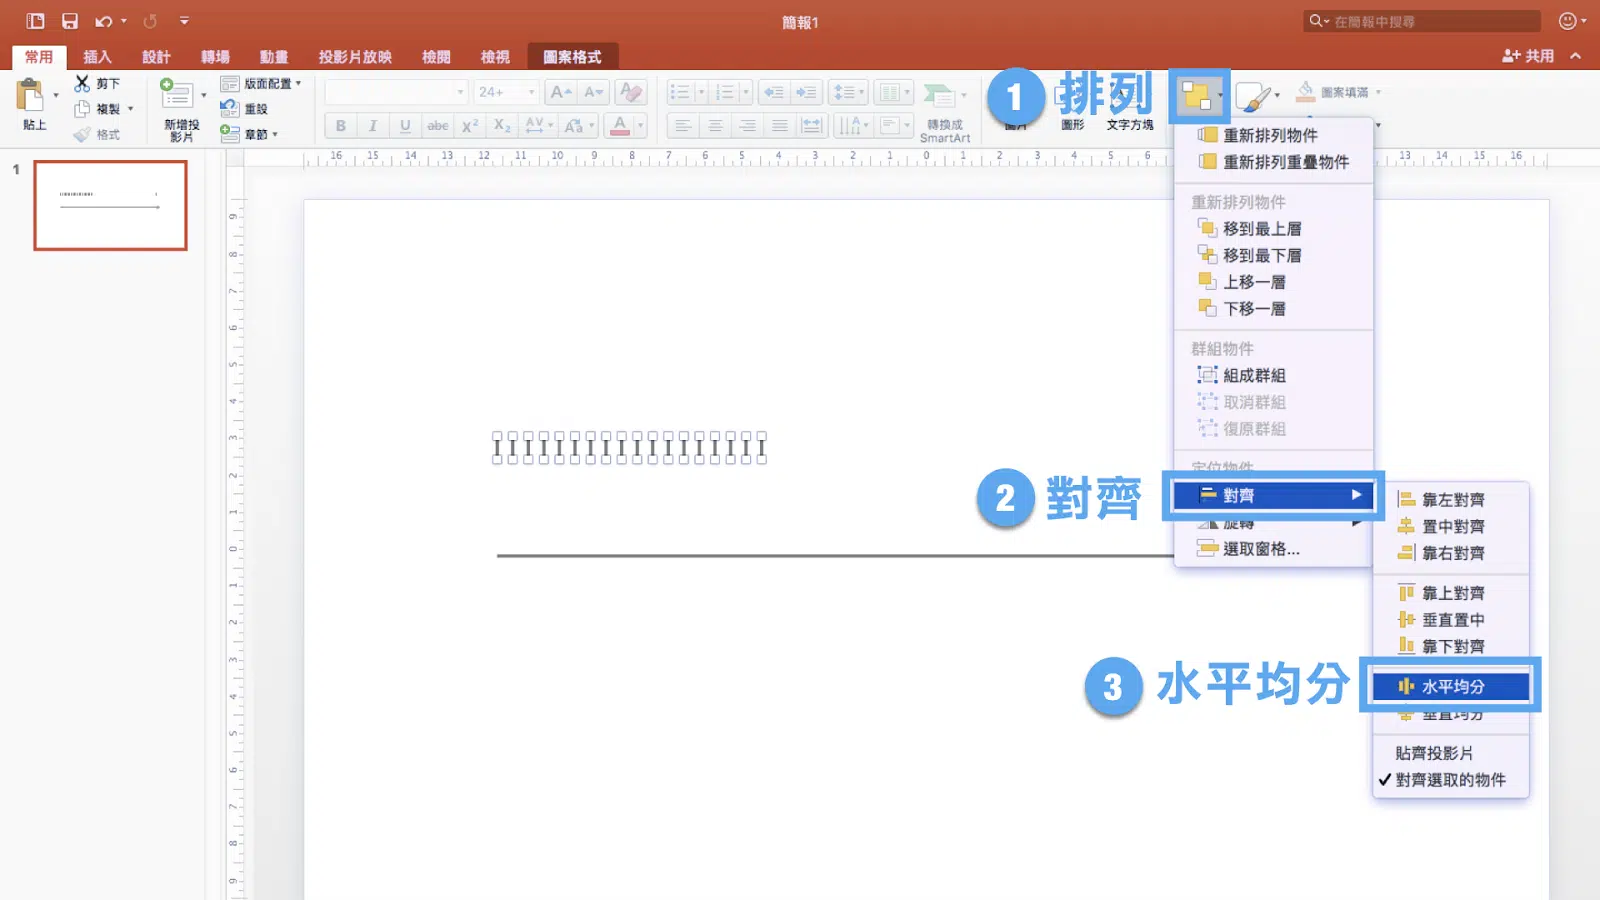 簡報1
在簡報中搜尋
常用 插入 設計 轉場 動畫 投影片放映 檢閱 檢視 圖案格式
共用
貼上
剪下
複製
格式
新增投影片
版面配置
重設
章節
24+
A A A
B I U abc X² X₂ AV Aa A
轉換成
SmartArt
圖片
圖形
文字方塊
圖案填滿
1 排列
重新排列物件
重新排列重疊物件
重新排列物件
移到最上層
移到最下層
上移一層
下移一層
群組物件
組成群組
取消群組
復原群組
定位物件
2 對齊
對齊
旋轉
選取窗格...
靠左對齊
置中對齊
靠右對齊
靠上對齊
垂直置中
靠下對齊
3 水平均分
水平均分
垂直均分
貼齊投影片
✓對齊選取的物件
1
16 15 14 13 12 11 10 9 8 7 6 5 4 3 2 1 0 1 2 3 4 5 6 13 14 15 16
9
8
7
6
5
4
3
2
1
0
1
2
3
4
5
6
7
8
9